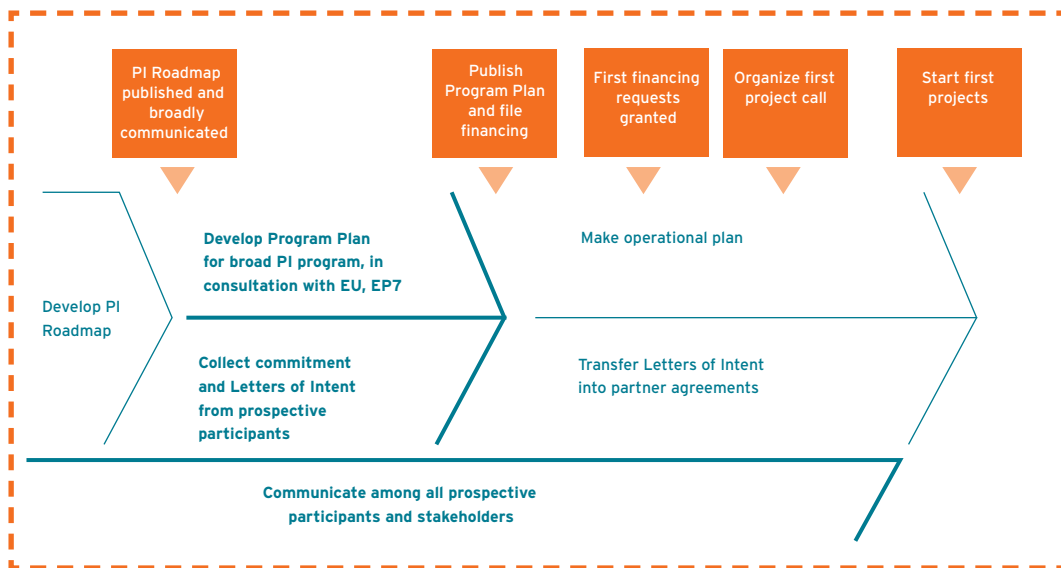 PI Roadmap
published and
broadly
communicated
Publish
Program Plan
and file
financing
First financing
requests
granted
Organize first
project call
Start first
projects
Develop PI
Roadmap
Develop Program Plan
for broad PI program, in
consultation with EU, EP7
Collect commitment
and Letters of Intent
from prospective
participants
Make operational plan
Transfer Letters of Intent
into partner agreements
Communicate among all prospective
participants and stakeholders